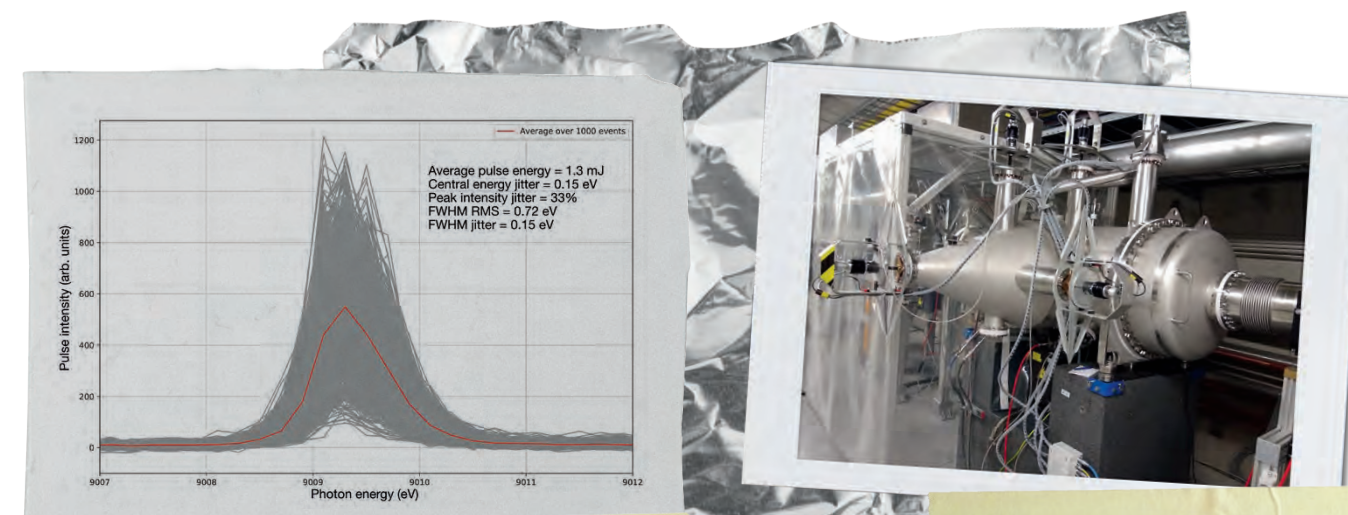 Average over 1000 events
Average pulse energy = 1.3 mJ
Central energy jitter = 0.15 eV
Peak intensity jitter = 33%
FWHM RMS = 0.72 eV
FWHM jitter = 0.15 eV
Pulse intensity (arb. units)
1200
1000
800
600
400
200
0
9007 9008 9009 9010 9011 9012
Photon energy (eV)